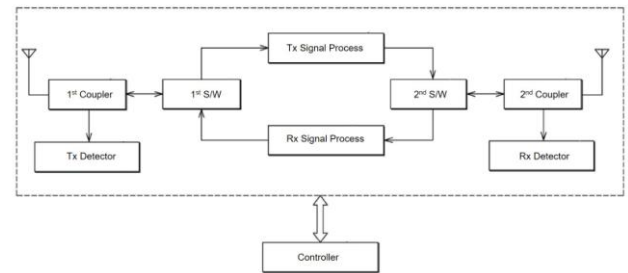 Tx Signal Process
1st Coupler
1st S/W
2nd S/W
2nd Coupler
Tx Detector
Rx Signal Process
Rx Detector
Controller